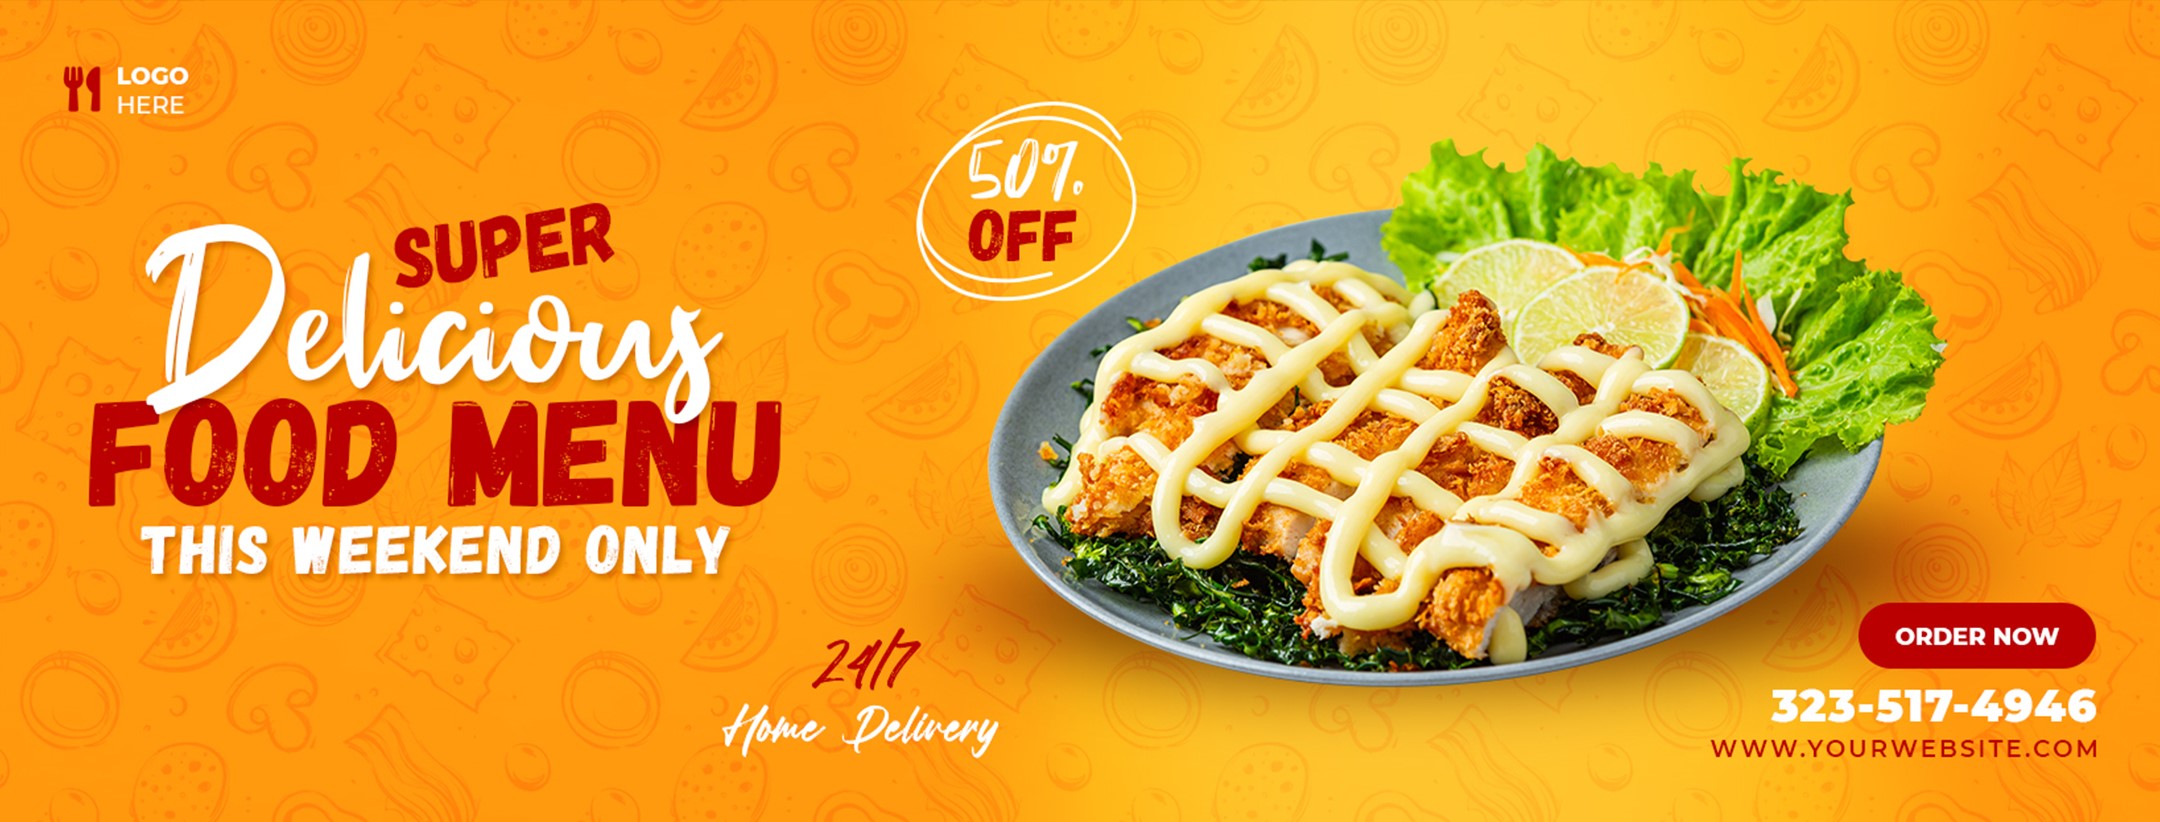 LOGO
HERE
SUPER
Delicious
FOOD MENU
THIS WEEKEND ONLY
50%
OFF
24/7
Home Delivery
ORDER NOW
323-517-4946
WWW.YOURWEBSITE.COM